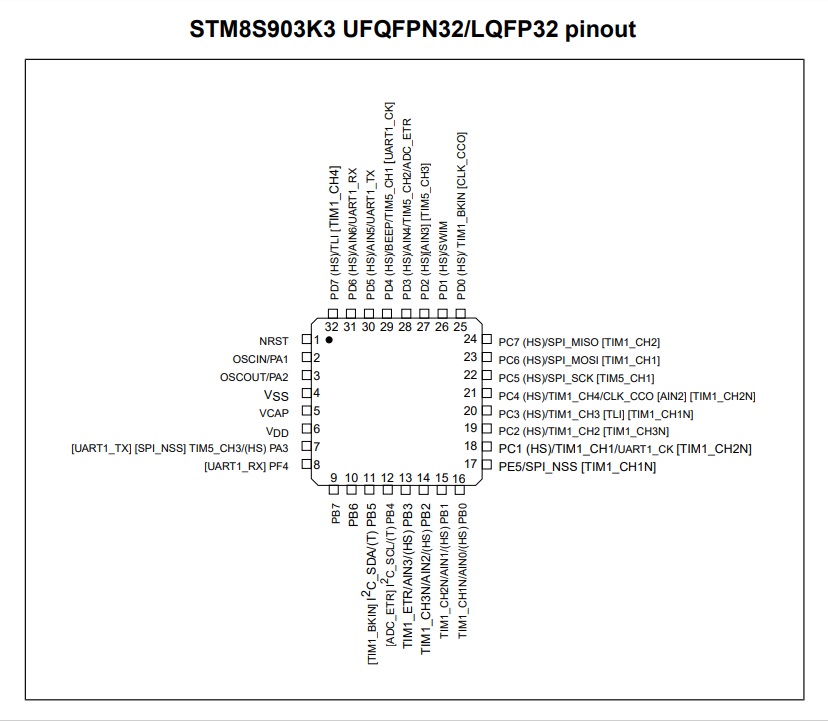 STM8S903K3 UFQFPN32/LQFP32 pinout
PD7 (HS)/TLI [TIM1_CH4]
PD6 (HS)/AIN6/UART1_RX
PD5 (HS)/AIN5/UART1_TX
PD4 (HS)/BEEP/TIM5_CH1 [UART1_CK]
PD3 (HS)/AIN4/TIM5_CH2/ADC_ETR
PD2 (HS)[AIN3] [TIM5_CH3]
PD1 (HS)/SWIM
PD0 (HS)/ TIM1_BKIN [CLK_CCO]
32 31 30 29 28 27 26 25
NRST 1
OSCIN/PA1 2
OSCOUT/PA2 3
VSS 4
VCAP 5
VDD 6
[UART1_TX] [SPI_NSS] TIM5_CH3/(HS) PA3 7
[UART1_RX] PF4 8
24 PC7 (HS)/SPI_MISO [TIM1_CH2]
23 PC6 (HS)/SPI_MOSI [TIM1_CH1]
22 PC5 (HS)/SPI_SCK [TIM5_CH1]
21 PC4 (HS)/TIM1_CH4/CLK_CCO [AIN2] [TIM1_CH2N]
20 PC3 (HS)/TIM1_CH3 [TLI] [TIM1_CH1N]
19 PC2 (HS)/TIM1_CH2 [TIM1_CH3N]
18 PC1 (HS)/TIM1_CH1/UART1_CK [TIM1_CH2N]
17 PE5/SPI_NSS [TIM1_CH1N]
9 10 11 12 13 14 15 16
PB7
PB6
[TIM1_BKIN] I²C_SDA/(T) PB5
[ADC_ETR] I²C_SCL/(T) PB4
TIM1_ETR/AIN3/(HS) PB3
TIM1_CH3N/AIN2/(HS) PB2
TIM1_CH2N/AIN1/(HS) PB1
TIM1_CH1N/AIN0/(HS) PB0